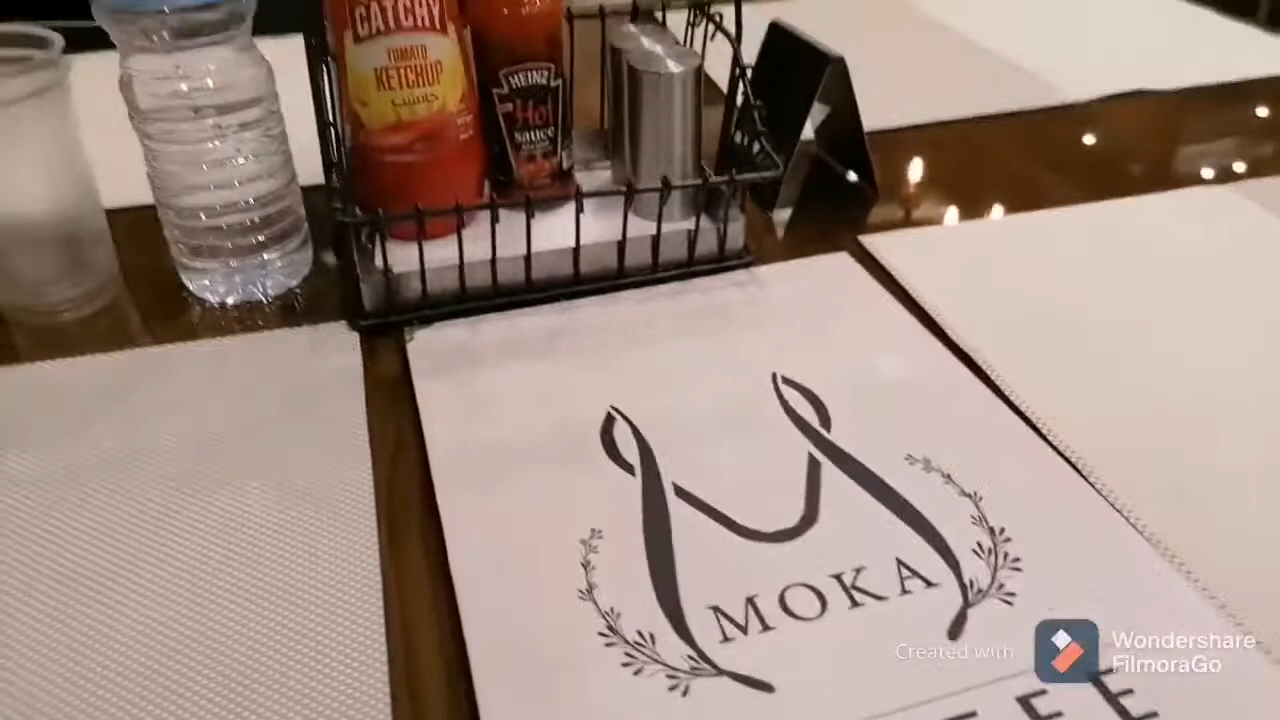 CATCHY
TOMATO
KETCHUP
كاتشب
HEINZ
Hot
sauce
M
MOKA
Created with
Wondershare
FilmoraGo